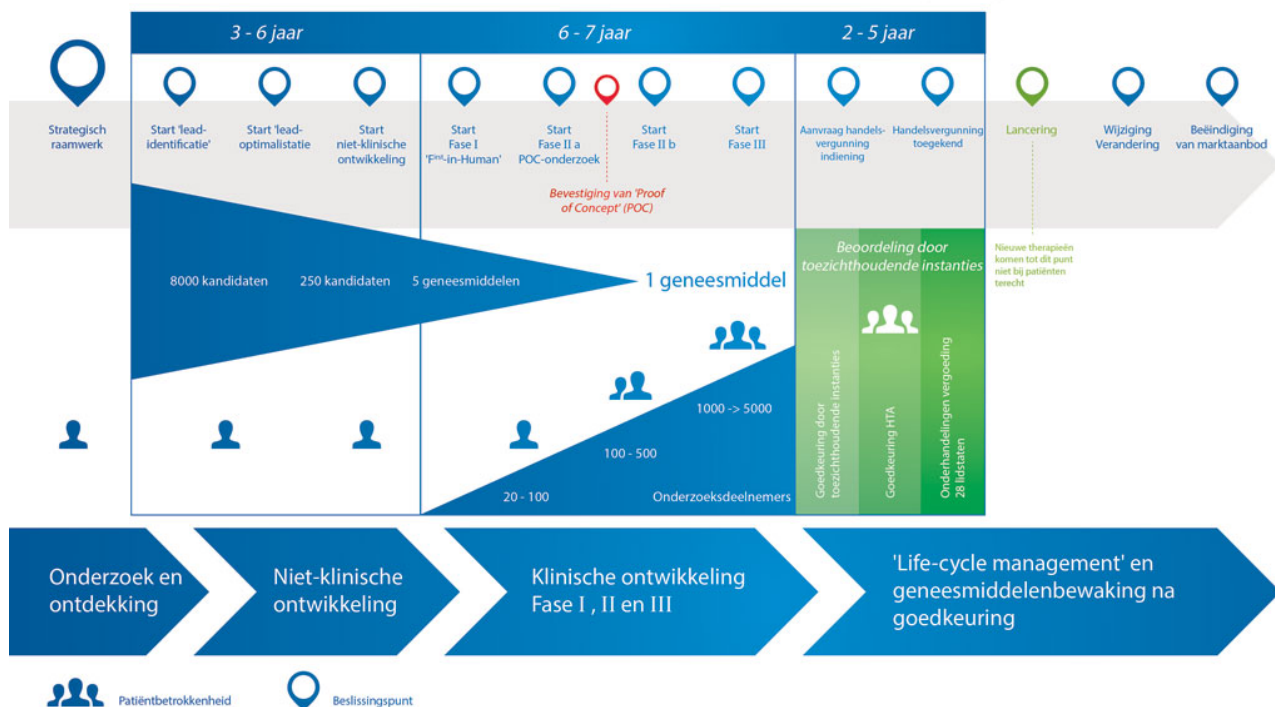 3 - 6 jaar
6 - 7 jaar
2 - 5 jaar
Strategisch
raamwerk
Start 'lead-
identificatie'
Start 'lead-
optimalistatie
Start
niet-klinische
ontwikkeling
Start
Fase I
'First-in-Human'
Start
Fase II a
POC-onderzoek
Start
Fase II b
Start
Fase III
Aanvraag handels-
vergunning
indiening
Handelsvergunning
toegekend
Lancering
Wijziging
Verandering
Beëindiging
van marktaanbod
Bevestiging van 'Proof
of Concept' (POC)
8000 kandidaten
250 kandidaten
5 geneesmiddelen
1 geneesmiddel
Beoordeling door
toezichthoudende instanties
Nieuwe therapieën
komen tot dit punt
niet bij patiënten
terecht
20 - 100
100 - 500
1000 -> 5000
Onderzoeksdeelnemers
Goedkeuring door
toezichthoudende instanties
Goedkeuring HTA
Onderhandelingen vergoeding
28 lidstaten
Onderzoek en
ontdekking
Niet-klinische
ontwikkeling
Klinische ontwikkeling
Fase I , II en III
'Life-cycle management' en
geneesmiddelenbewaking na
goedkeuring
Patiëntbetrokkenheid
Beslissingspunt